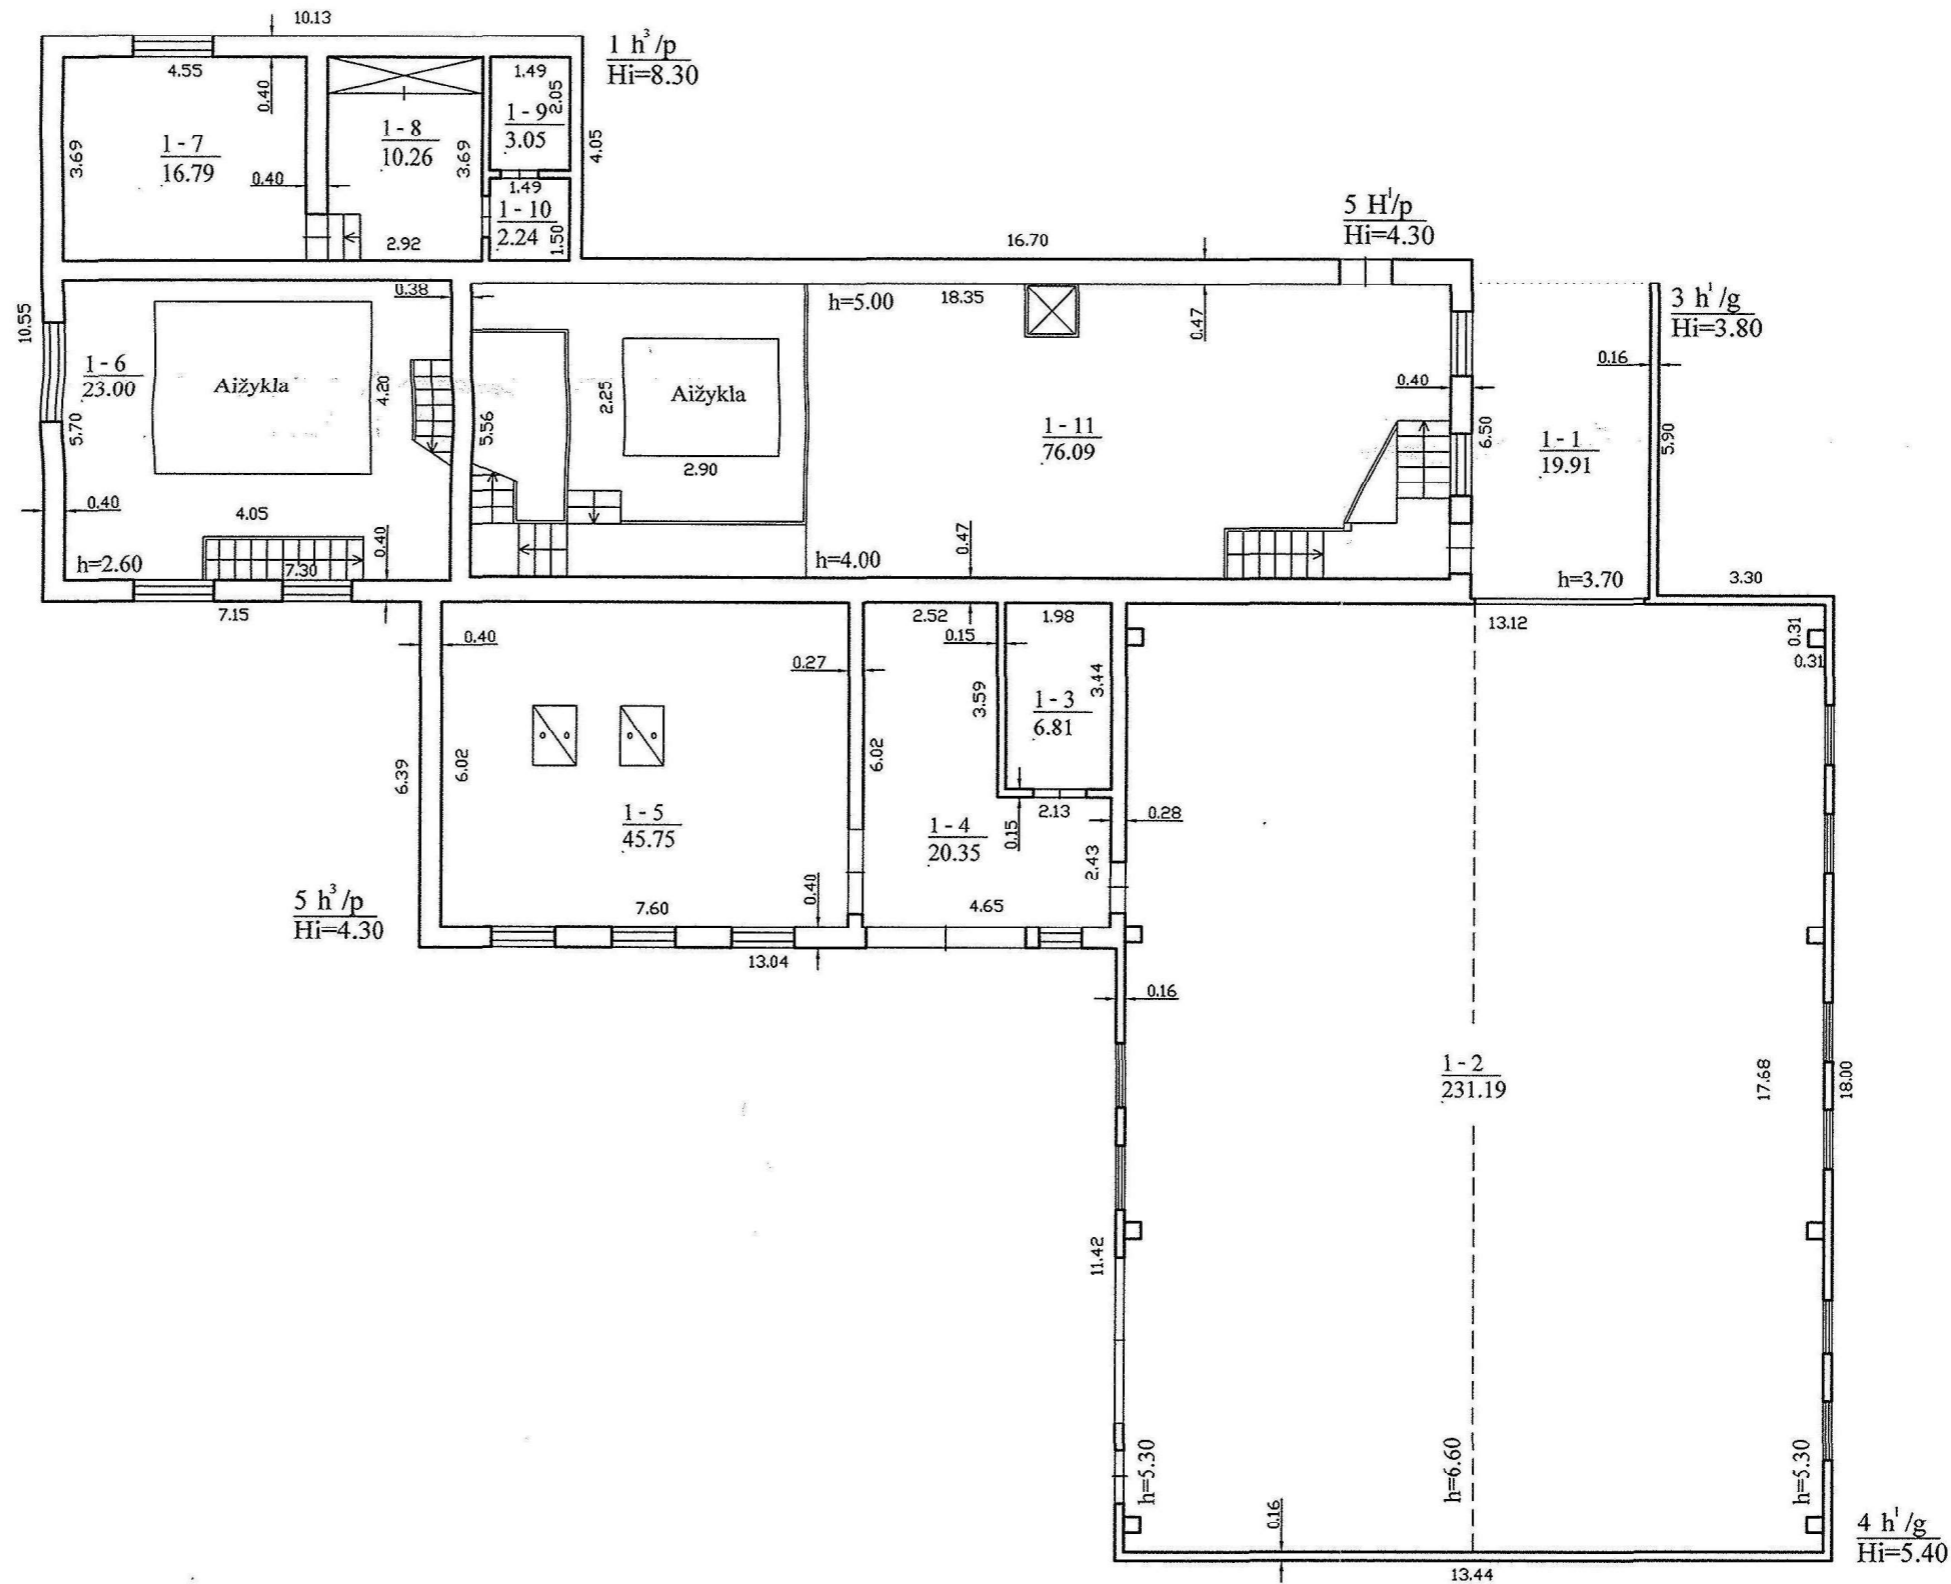 10.13
1 h³/p
Hi=8.30
4.55
0.40
1.49
2.05
1 - 9
3.05
1 - 8
10.26
3.69
4.05
3.69
1 - 7
16.79
0.40
1.49
1 - 10
2.24
1.50
2.92
5 H¹/p
Hi=4.30
16.70
0.38
h=5.00
18.35
0.47
3 h¹/g
Hi=3.80
10.55
1 - 6
23.00
Aižykla
4.20
5.70
5.56
2.25
Aižykla
2.90
1 - 11
76.09
0.40
6.50
0.16
1 - 1
19.91
5.90
0.40
4.05
0.40
h=2.60
7.30
7.15
0.47
h=4.00
h=3.70
3.30
0.40
0.27
2.52
0.15
1.98
13.12
0.31
0.31
3.59
3.44
1 - 3
6.81
6.39
6.02
6.02
1 - 5
45.75
1 - 4
20.35
0.15
2.13
0.28
2.43
0.40
7.60
4.65
5 h³/p
Hi=4.30
13.04
0.16
1 - 2
231.19
17.68
18.00
11.42
h=5.30
h=6.60
h=5.30
0.16
4 h¹/g
Hi=5.40
13.44